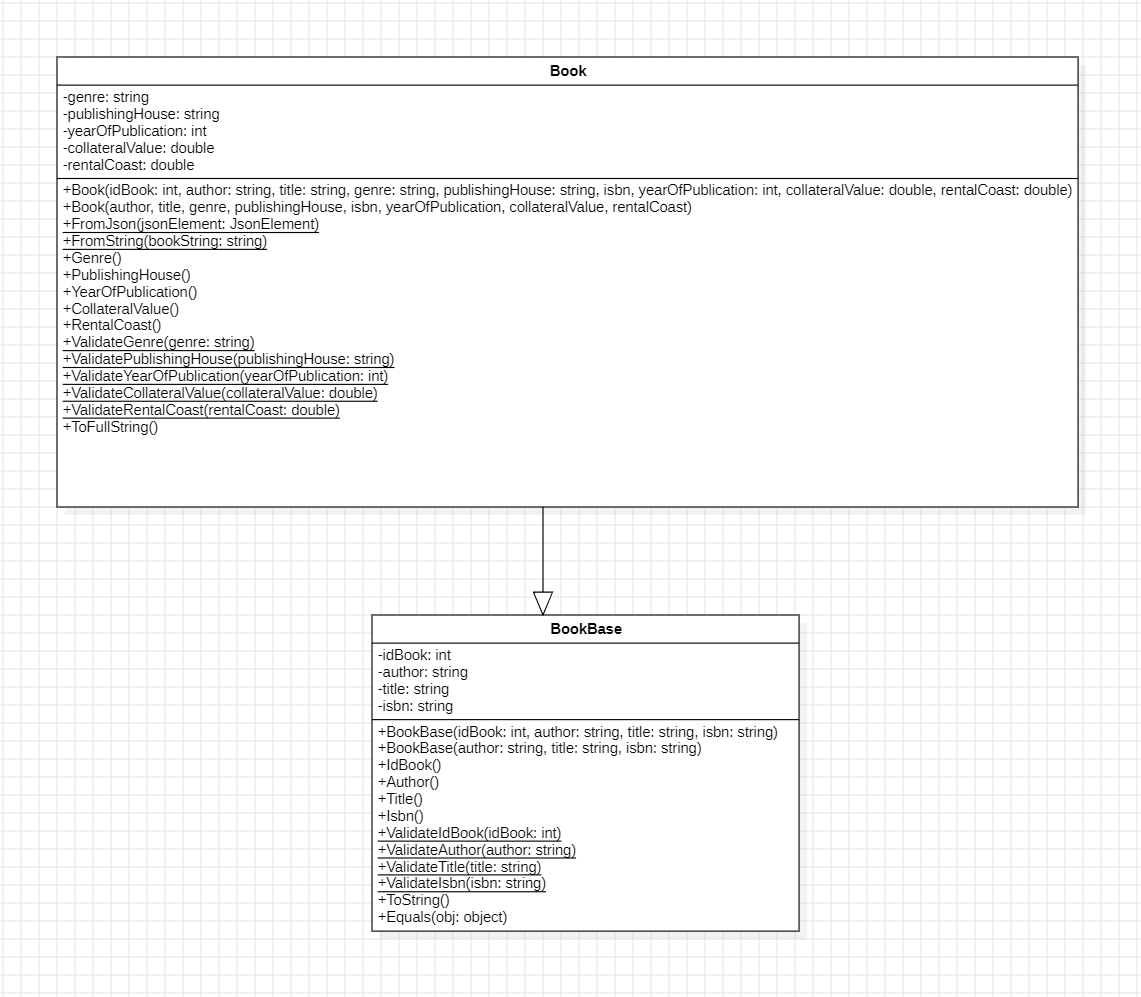 Book
-genre: string
-publishingHouse: string
-yearOfPublication: int
-collateralValue: double
-rentalCoast: double
+Book(idBook: int, author: string, title: string, genre: string, publishingHouse: string, isbn, yearOfPublication: int, collateralValue: double, rentalCoast: double)
+Book(author, title, genre, publishingHouse, isbn, yearOfPublication, collateralValue, rentalCoast)
+FromJson(jsonElement: JsonElement)
+FromString(bookString: string)
+Genre()
+PublishingHouse()
+YearOfPublication()
+CollateralValue()
+RentalCoast()
+ValidateGenre(genre: string)
+ValidatePublishingHouse(publishingHouse: string)
+ValidateYearOfPublication(yearOfPublication: int)
+ValidateCollateralValue(collateralValue: double)
+ValidateRentalCoast(rentalCoast: double)
+ToFullString()
BookBase
-idBook: int
-author: string
-title: string
-isbn: string
+BookBase(idBook: int, author: string, title: string, isbn: string)
+BookBase(author: string, title: string, isbn: string)
+IdBook()
+Author()
+Title()
+Isbn()
+ValidateIdBook(idBook: int)
+ValidateAuthor(author: string)
+ValidateTitle(title: string)
+ValidateIsbn(isbn: string)
+ToString()
+Equals(obj: object)